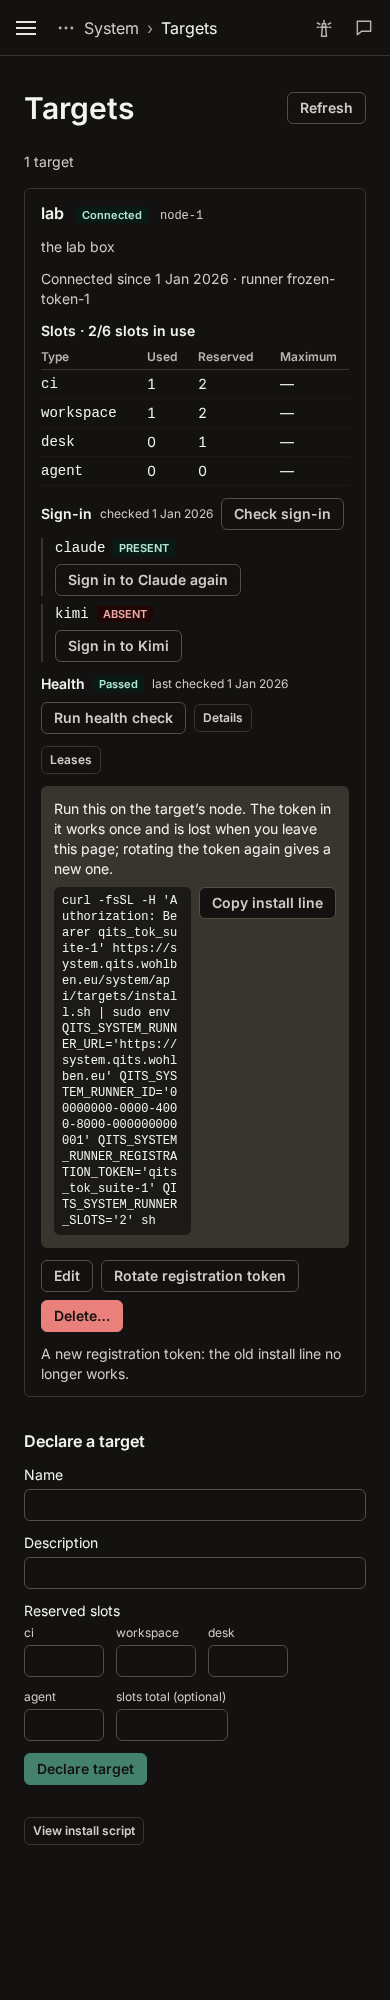 ··· System › Targets
Targets
Refresh
1 target
lab Connected node-1
the lab box
Connected since 1 Jan 2026 · runner frozen-
token-1
Slots · 2/6 slots in use
Type Used Reserved Maximum
ci 1 2 —
workspace 1 2 —
desk 0 1 —
agent 0 0 —
Sign-in checked 1 Jan 2026 Check sign-in
claude PRESENT
Sign in to Claude again
kimi ABSENT
Sign in to Kimi
Health Passed last checked 1 Jan 2026
Run health check Details
Leases
Run this on the target’s node. The token in
it works once and is lost when you leave
this page; rotating the token again gives a
new one.
curl -fsSL -H 'A
uthorization: Be
arer qits_tok_su
ite-1' https://s
ystem.qits.wohlb
en.eu/system/ap
i/targets/instal
l.sh | sudo env
QITS_SYSTEM_RUNN
ER_URL='https://
system.qits.wohl
ben.eu' QITS_SYS
TEM_RUNNER_ID='0
0000000-0000-400
0-8000-000000000
001' QITS_SYSTEM
_RUNNER_REGISTRA
TION_TOKEN='qits
_tok_suite-1' QI
TS_SYSTEM_RUNNER
_SLOTS='2' sh
Copy install line
Edit Rotate registration token
Delete…
A new registration token: the old install line no
longer works.
Declare a target
Name
Description
Reserved slots
ci workspace desk
agent slots total (optional)
Declare target
View install script